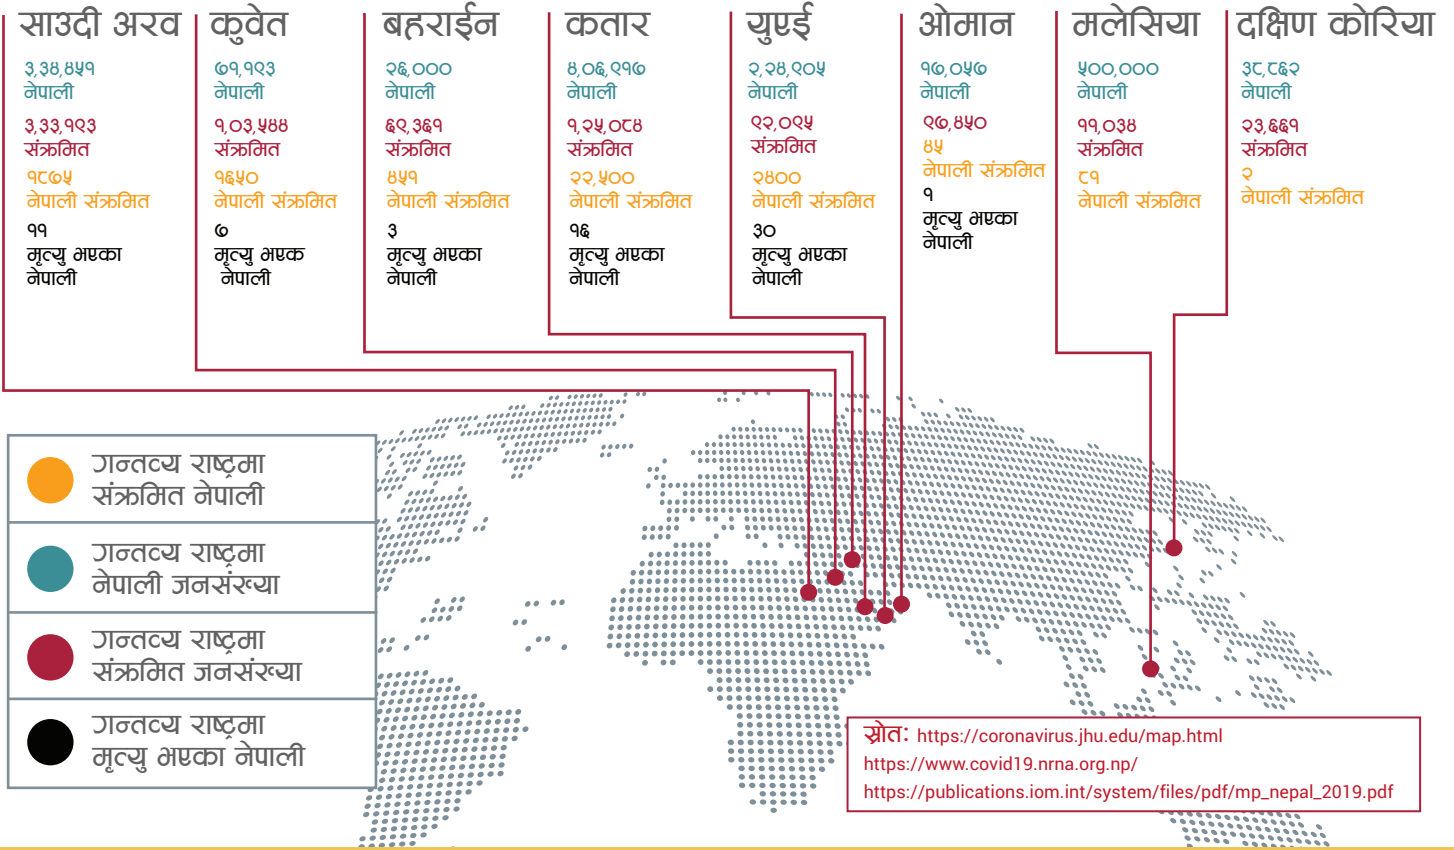 साउदी अरव
३,३४,४५१
नेपाली
३,३३,१९३
संक्रमित
१८७५
नेपाली संक्रमित
११
मृत्यु भएका
नेपाली
कुवेत
७१,१९३
नेपाली
१,०३,५४४
संक्रमित
१६५०
नेपाली संक्रमित
७
मृत्यु भएक
नेपाली
बहराईन
२६,०००
नेपाली
६९,३६१
संक्रमित
४५१
नेपाली संक्रमित
३
मृत्यु भएका
नेपाली
कतार
४,०६,९१७
नेपाली
१,२५,०८४
संक्रमित
२२,५००
नेपाली संक्रमित
१६
मृत्यु भएका
नेपाली
युएई
२,२४,९०५
नेपाली
९२,०९५
संक्रमित
२४००
नेपाली संक्रमित
३०
मृत्यु भएका
नेपाली
ओमान
१७,०५७
नेपाली
९७,४५०
४५
नेपाली संक्रमित
१
मृत्यु भएका
नेपाली
मलेसिया
५००,०००
नेपाली
११,०३४
संक्रमित
८१
नेपाली संक्रमित
दक्षिण कोरिया
३८,८६२
नेपाली
२३,६६१
संक्रमित
२
नेपाली संक्रमित
गन्तव्य राष्ट्रमा
संक्रमित नेपाली
गन्तव्य राष्ट्रमा
नेपाली जनसंख्या
गन्तव्य राष्ट्रमा
संक्रमित जनसंख्या
गन्तव्य राष्ट्रमा
मृत्यु भएका नेपाली
स्रोत: https://coronavirus.jhu.edu/map.html
https://www.covid19.nrna.org.np/
https://publications.iom.int/system/files/pdf/mp_nepal_2019.pdf